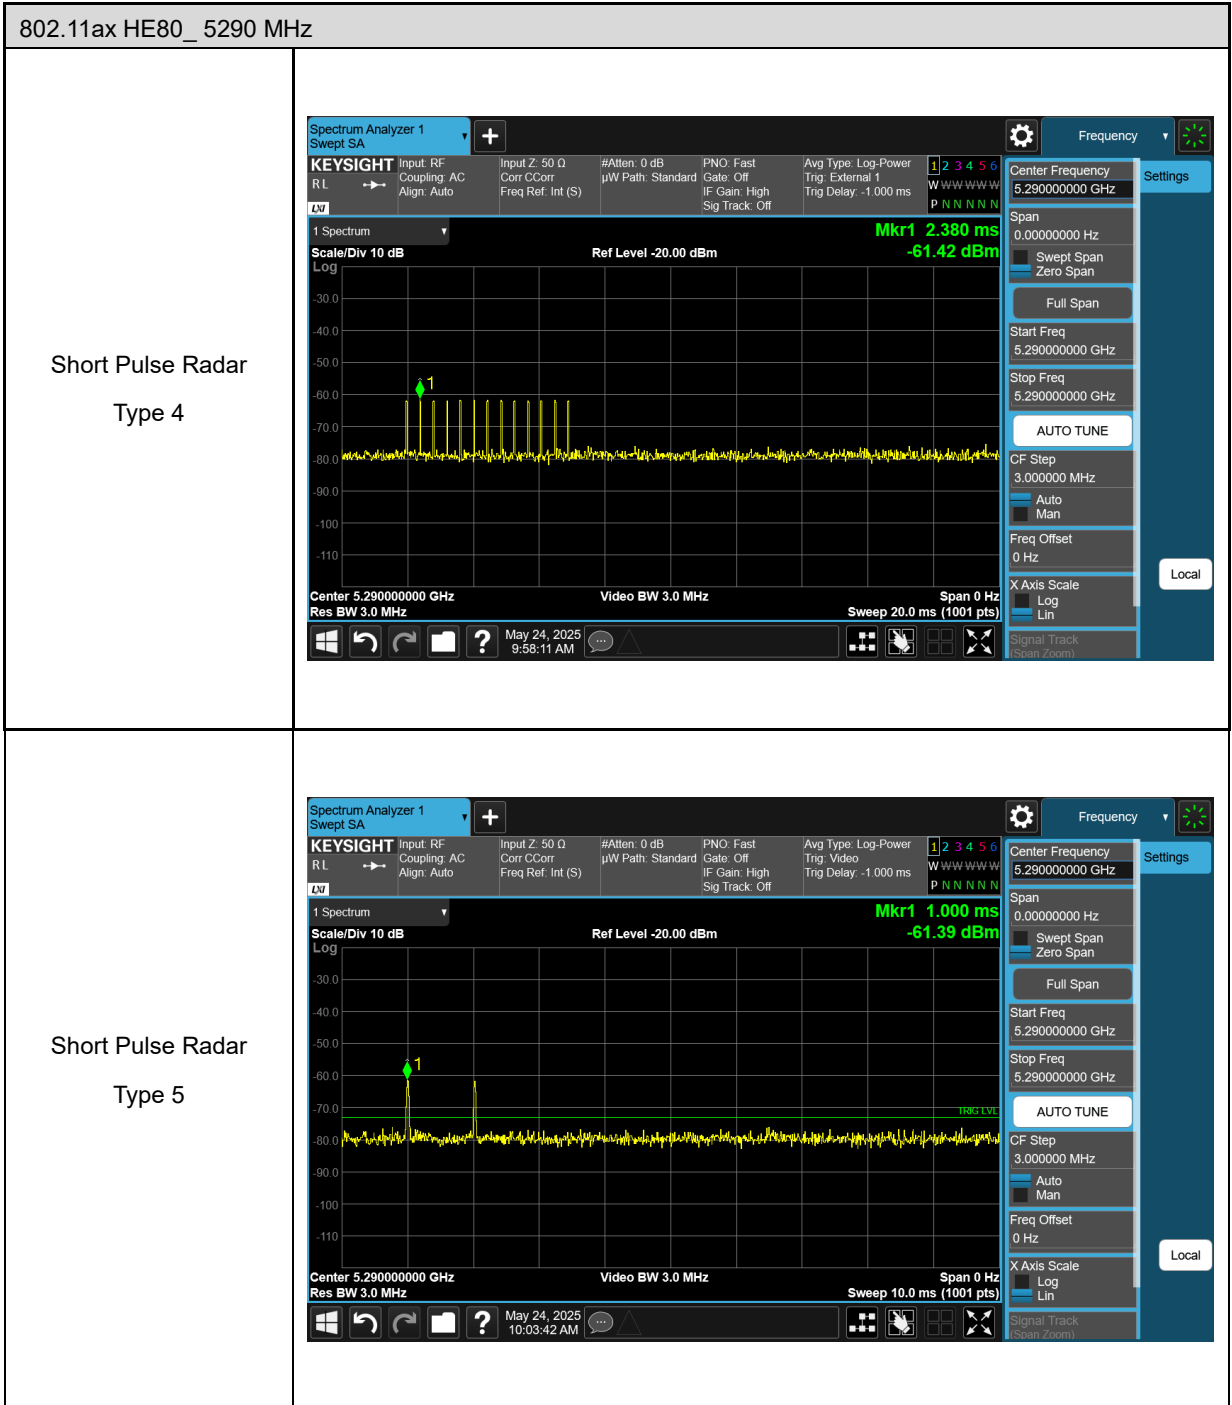 802.11ax HE80_ 5290 MHz
Short Pulse Radar
Type 4
Spectrum Analyzer 1
Swept SA
Frequency
KEYSIGHT
R L
LXI
Input: RF
Coupling: AC
Align: Auto
Input Z: 50 Ω
Corr CCorr
Freq Ref: Int (S)
#Atten: 0 dB
µW Path: Standard
PNO: Fast
Gate: Off
IF Gain: High
Sig Track: Off
Avg Type: Log-Power
Trig: External 1
Trig Delay: -1.000 ms
1 2 3 4 5 6
W W W W W W
P N N N N N
1 Spectrum
Mkr1 2.380 ms
-61.42 dBm
Scale/Div 10 dB
Ref Level -20.00 dBm
Log
-30.0
-40.0
-50.0
-60.0
-70.0
-80.0
-90.0
-100
-110
1
Center 5.290000000 GHz
Video BW 3.0 MHz
Span 0 Hz
Res BW 3.0 MHz
Sweep 20.0 ms (1001 pts)
May 24, 2025
9:58:11 AM
Center Frequency
5.290000000 GHz
Settings
Span
0.00000000 Hz
Swept Span
Zero Span
Full Span
Start Freq
5.290000000 GHz
Stop Freq
5.290000000 GHz
AUTO TUNE
CF Step
3.000000 MHz
Auto
Man
Freq Offset
0 Hz
X Axis Scale
Log
Lin
Signal Track
(Span Zoom)
Local
Short Pulse Radar
Type 5
Spectrum Analyzer 1
Swept SA
Frequency
KEYSIGHT
R L
LXI
Input: RF
Coupling: AC
Align: Auto
Input Z: 50 Ω
Corr CCorr
Freq Ref: Int (S)
#Atten: 0 dB
µW Path: Standard
PNO: Fast
Gate: Off
IF Gain: High
Sig Track: Off
Avg Type: Log-Power
Trig: Video
Trig Delay: -1.000 ms
1 2 3 4 5 6
W W W W W W
P N N N N N
1 Spectrum
Mkr1 1.000 ms
-61.39 dBm
Scale/Div 10 dB
Ref Level -20.00 dBm
Log
-30.0
-40.0
-50.0
-60.0
-70.0
-80.0
-90.0
-100
-110
1
TRIG LVL
Center 5.290000000 GHz
Video BW 3.0 MHz
Span 0 Hz
Res BW 3.0 MHz
Sweep 10.0 ms (1001 pts)
May 24, 2025
10:03:42 AM
Center Frequency
5.290000000 GHz
Settings
Span
0.00000000 Hz
Swept Span
Zero Span
Full Span
Start Freq
5.290000000 GHz
Stop Freq
5.290000000 GHz
AUTO TUNE
CF Step
3.000000 MHz
Auto
Man
Freq Offset
0 Hz
X Axis Scale
Log
Lin
Signal Track
(Span Zoom)
Local